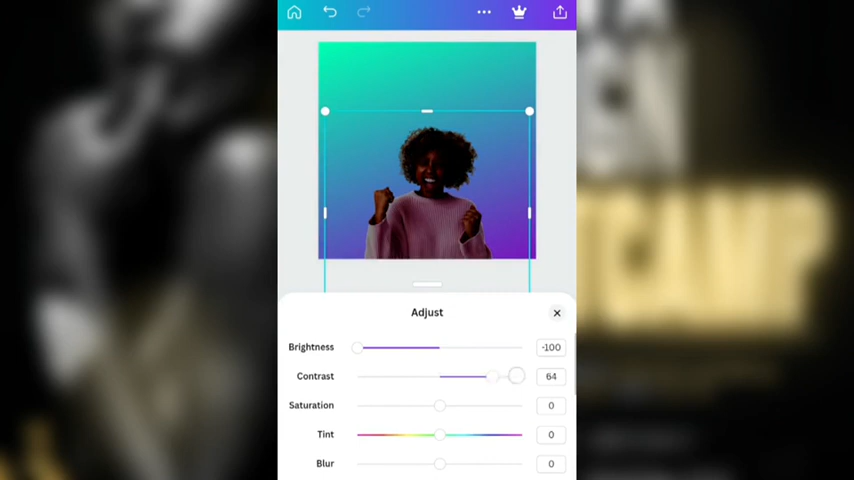 Adjust
Brightness -100
Contrast 64
Saturation 0
Tint 0
Blur 0